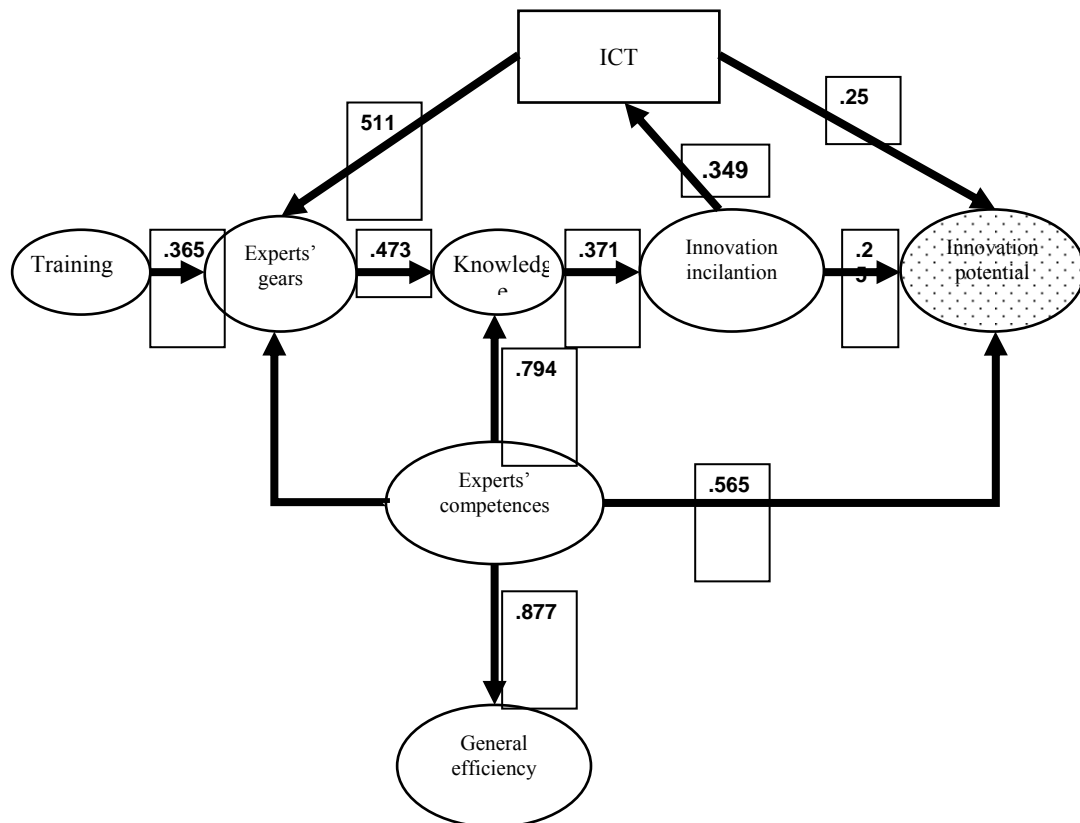 ICT
.25
511
.349
Training
.365
Experts'
gears
.473
Knowledg
e
.371
Innovation
incilantion
.2
5
Innovation
potential
.794
Experts'
competences
.565
.877
General
efficiency